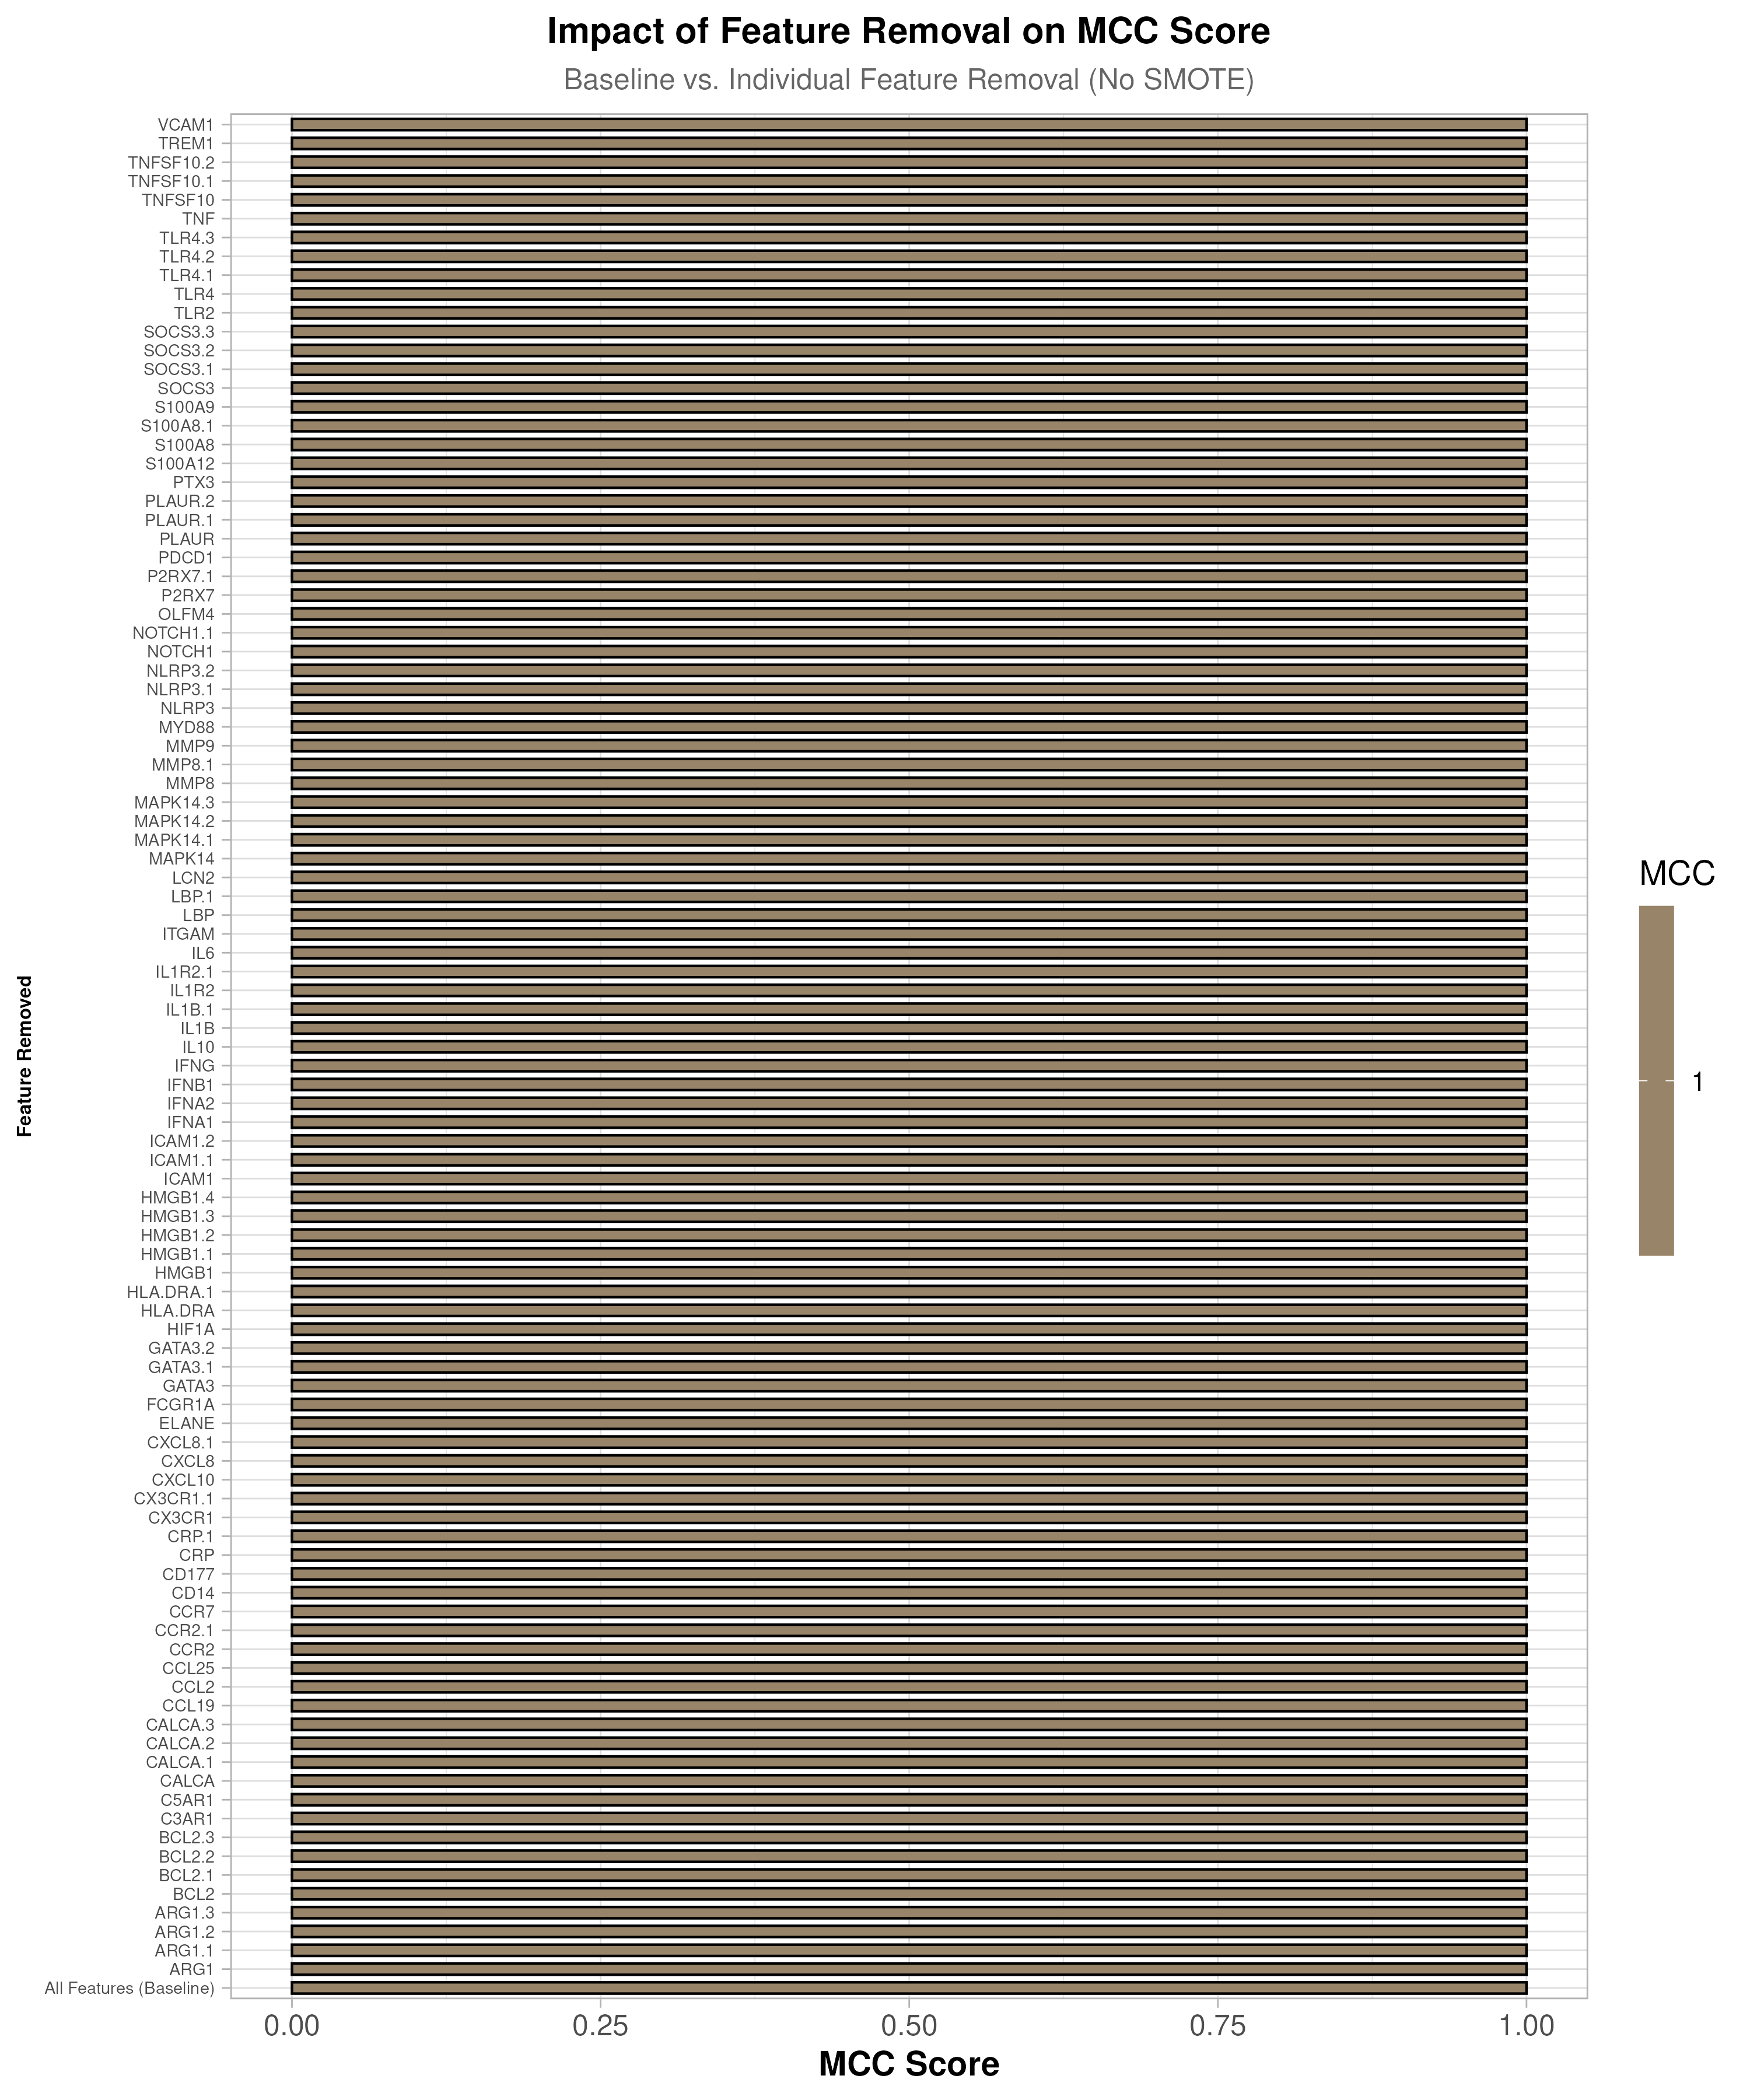 Impact of Feature Removal on MCC Score
Baseline vs. Individual Feature Removal (No SMOTE)
VCAM1
TREM1
TNFSF10.2
TNFSF10.1
TNFSF10
TNF
TLR4.3
TLR4.2
TLR4.1
TLR4
TLR2
SOCS3.3
SOCS3.2
SOCS3.1
SOCS3
S100A9
S100A8.1
S100A8
S100A12
PTX3
PLAUR.2
PLAUR.1
PLAUR
PDCD1
P2RX7.1
P2RX7
OLFM4
NOTCH1.1
NOTCH1
NLRP3.2
NLRP3.1
NLRP3
MYD88
MMP9
MMP8.1
MMP8
MAPK14.3
MAPK14.2
MAPK14.1
MAPK14
LCN2
LBP.1
LBP
ITGAM
IL6
IL1R2.1
IL1R2
IL1B.1
IL1B
IL10
IFNG
IFNB1
IFNA2
IFNA1
ICAM1.2
ICAM1.1
ICAM1
HMGB1.4
HMGB1.3
HMGB1.2
HMGB1.1
HMGB1
HLA.DRA.1
HLA.DRA
HIF1A
GATA3.2
GATA3.1
GATA3
FCGR1A
ELANE
CXCL8.1
CXCL8
CXCL10
CX3CR1.1
CX3CR1
CRP.1
CRP
CD177
CD14
CCR7
CCR2.1
CCR2
CCL25
CCL2
CCL19
CALCA.3
CALCA.2
CALCA.1
CALCA
C5AR1
C3AR1
BCL2.3
BCL2.2
BCL2.1
BCL2
ARG1.3
ARG1.2
ARG1.1
ARG1
All Features (Baseline)
Feature Removed
0.00 0.25 0.50 0.75 1.00
MCC Score
MCC
1